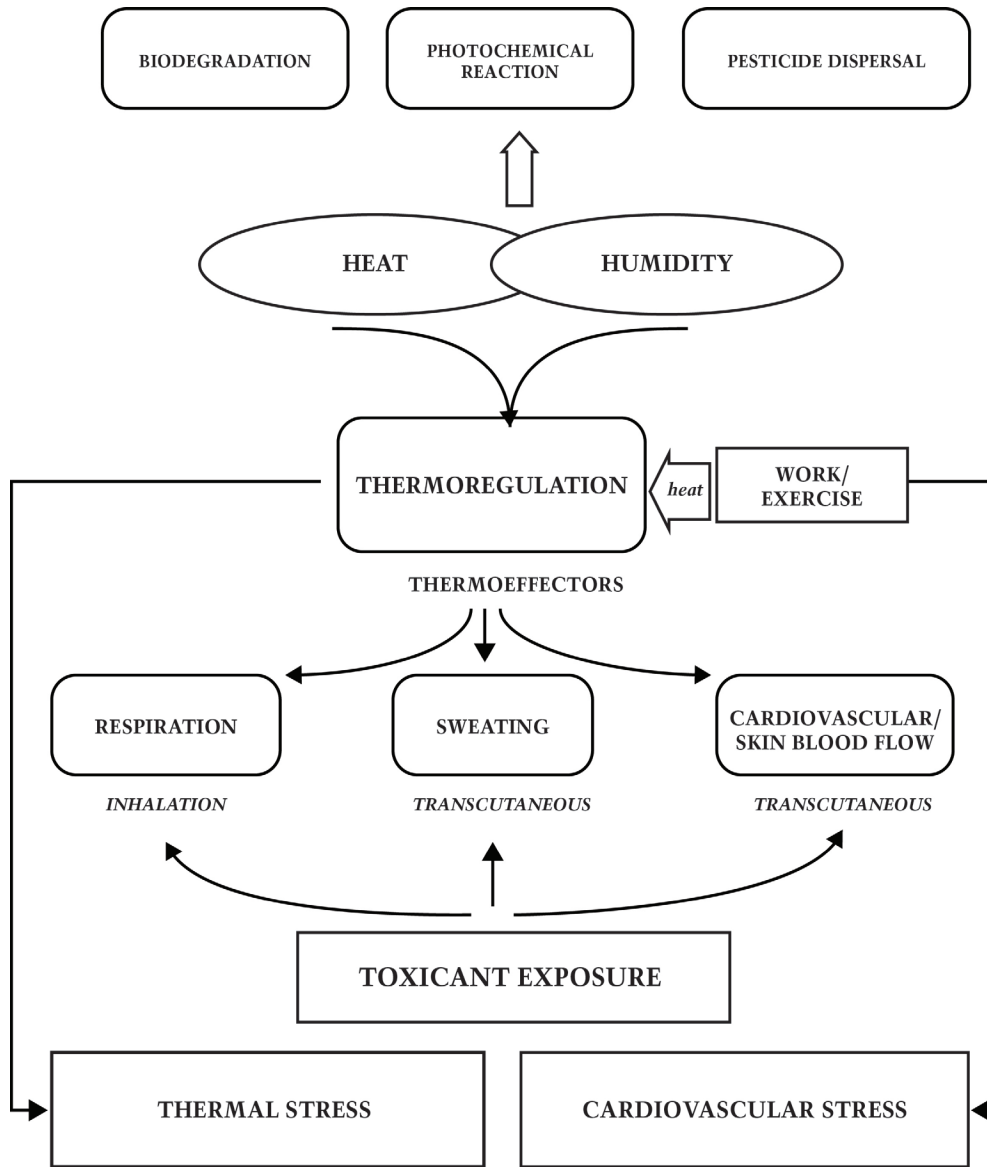 BIODEGRADATION
PHOTOCHEMICAL
REACTION
PESTICIDE DISPERSAL
HEAT
HUMIDITY
THERMOREGULATION
heat
WORK/
EXERCISE
THERMOEFFECTORS
RESPIRATION
SWEATING
CARDIOVASCULAR/
SKIN BLOOD FLOW
INHALATION
TRANSCUTANEOUS
TRANSCUTANEOUS
TOXICANT EXPOSURE
THERMAL STRESS
CARDIOVASCULAR STRESS